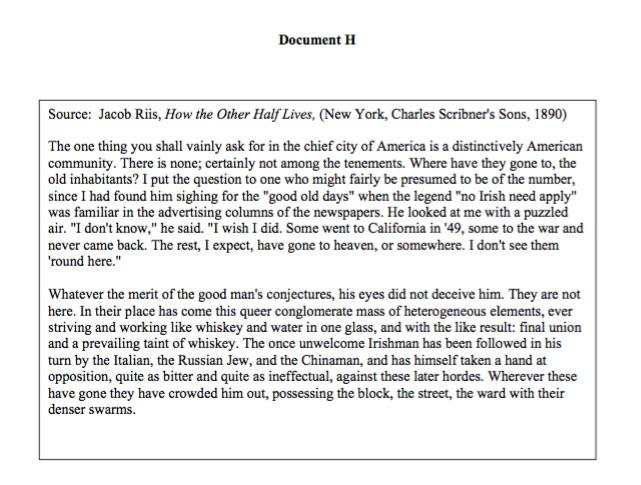 Document H
Source: Jacob Riis, How the Other Half Lives, (New York, Charles Scribner's Sons, 1890)
The one thing you shall vainly ask for in the chief city of America is a distinctively American
community. There is none; certainly not among the tenements. Where have they gone to, the
old inhabitants? I put the question to one who might fairly be presumed to be of the number,
since I had found him sighing for the "good old days" when the legend "no Irish need apply"
was familiar in the advertising columns of the newspapers. He looked at me with a puzzled
air. "I don't know," he said. "I wish I did. Some went to California in '49, some to the war and
never came back. The rest, I expect, have gone to heaven, or somewhere. I don't see them
'round here."
Whatever the merit of the good man's conjectures, his eyes did not deceive him. They are not
here. In their place has come this queer conglomerate mass of heterogeneous elements, ever
striving and working like whiskey and water in one glass, and with the like result: final union
and a prevailing taint of whiskey. The once unwelcome Irishman has been followed in his
turn by the Italian, the Russian Jew, and the Chinaman, and has himself taken a hand at
opposition, quite as bitter and quite as ineffectual, against these later hordes. Wherever these
have gone they have crowded him out, possessing the block, the street, the ward with their
denser swarms.